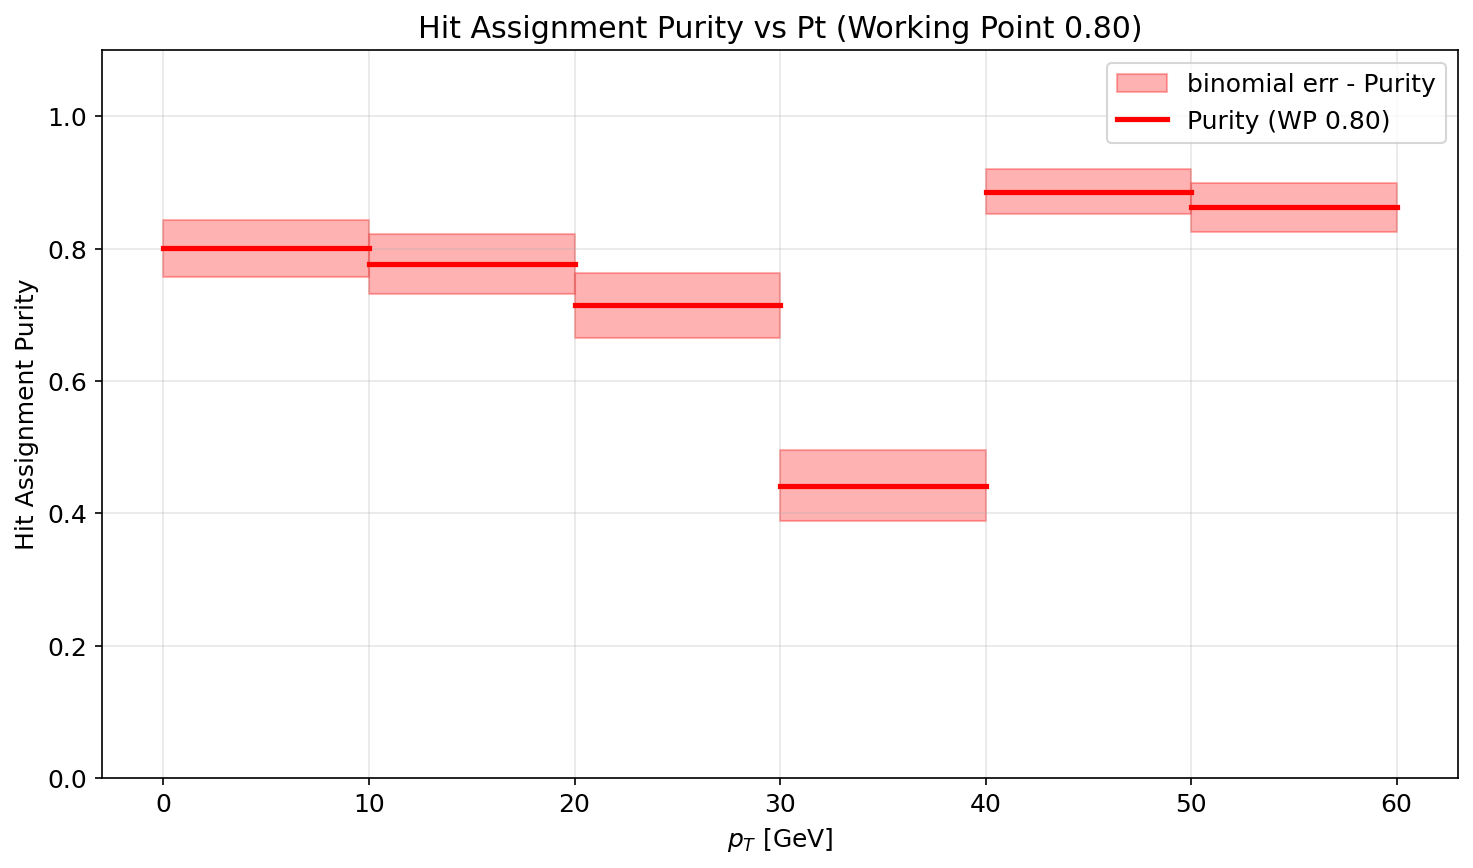 Hit Assignment Purity vs Pt (Working Point 0.80)
binomial err - Purity
Purity (WP 0.80)
Hit Assignment Purity
1.0
0.8
0.6
0.4
0.2
0.0
0 10 20 30 40 50 60
p_T [GeV]